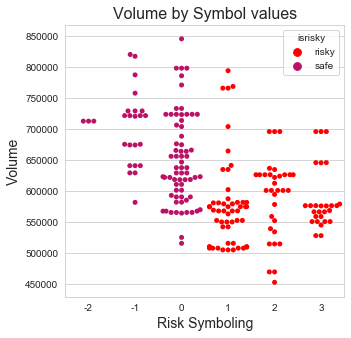 Volume by Symbol values
isrisky
risky
safe
850000
800000
750000
700000
650000
600000
550000
500000
450000
Volume
-2 -1 0 1 2 3
Risk Symboling